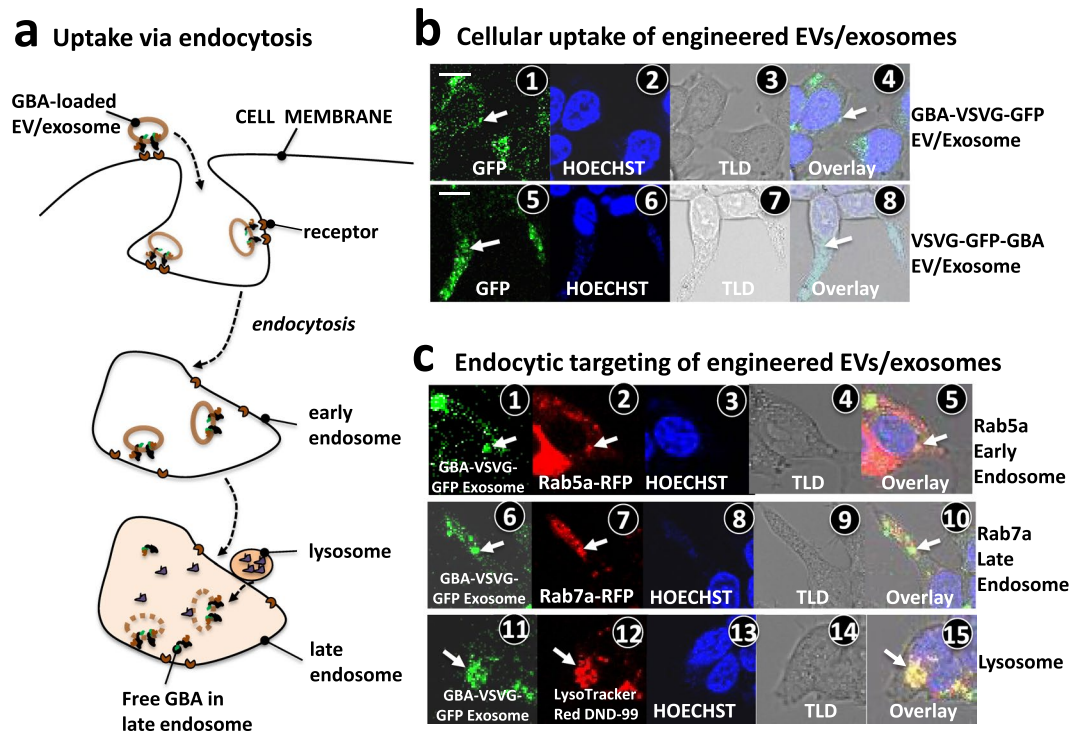 a Uptake via endocytosis
GBA-loaded
EV/exosome
CELL MEMBRANE
receptor
endocytosis
early
endosome
lysosome
late
endosome
Free GBA in
late endosome
b Cellular uptake of engineered EVs/exosomes
1 2 3 4
GFP HOECHST TLD Overlay
GBA-VSVG-GFP
EV/Exosome
5 6 7 8
GFP HOECHST TLD Overlay
VSVG-GFP-GBA
EV/Exosome
c Endocytic targeting of engineered EVs/exosomes
1 2 3 4 5
GBA-VSVG-
GFP Exosome Rab5a-RFP HOECHST TLD Overlay
Rab5a
Early
Endosome
6 7 8 9 10
GBA-VSVG-
GFP Exosome Rab7a-RFP HOECHST TLD Overlay
Rab7a
Late
Endosome
11 12 13 14 15
GBA-VSVG-
GFP Exosome
LysoTracker
Red DND-99
HOECHST TLD Overlay
Lysosome